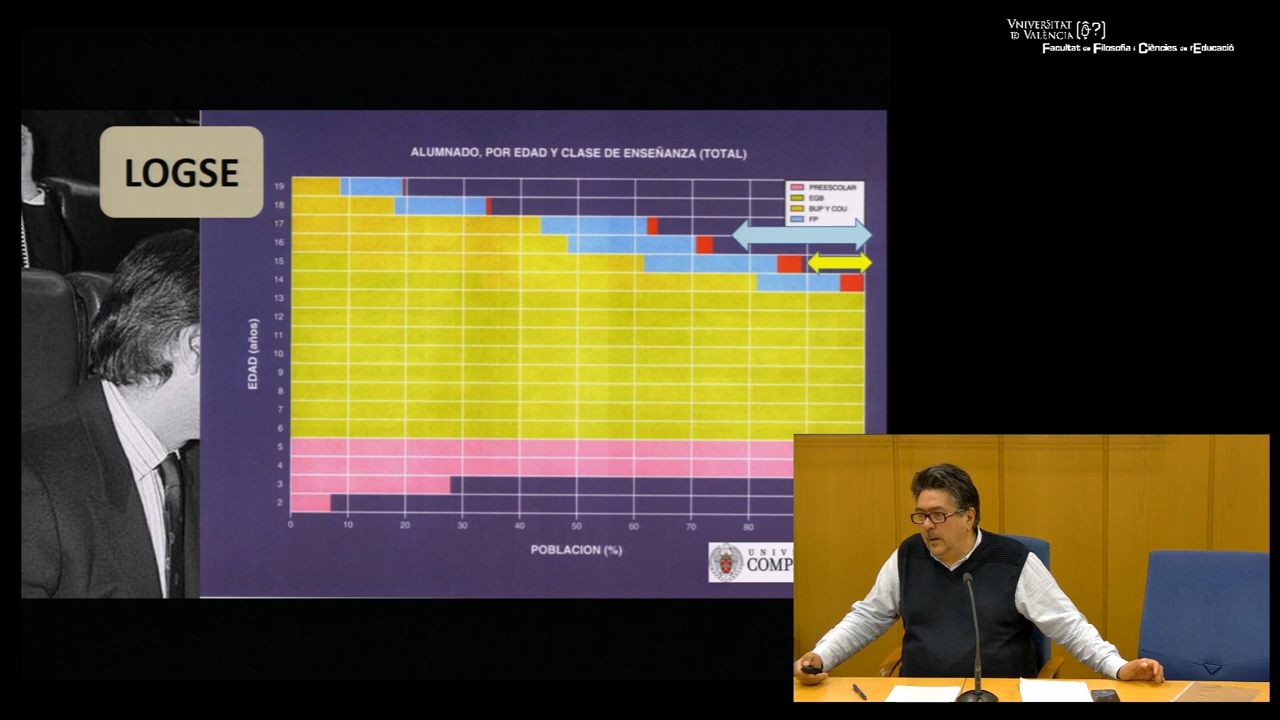 VNIVERSITAT
ID VALÈNCIA [ô?]
Facultat de Filosofia i Ciències de l'Educació
LOGSE
ALUMNADO, POR EDAD Y CLASE DE ENSEÑANZA (TOTAL)
PREESCOLAR
EGB
BUP Y COU
FP
EDAD (años)
19
18
17
16
15
14
13
12
11
10
9
8
7
6
5
4
3
2
0 10 20 30 40 50 60 70 80
POBLACION (%)
UNIV
COMP